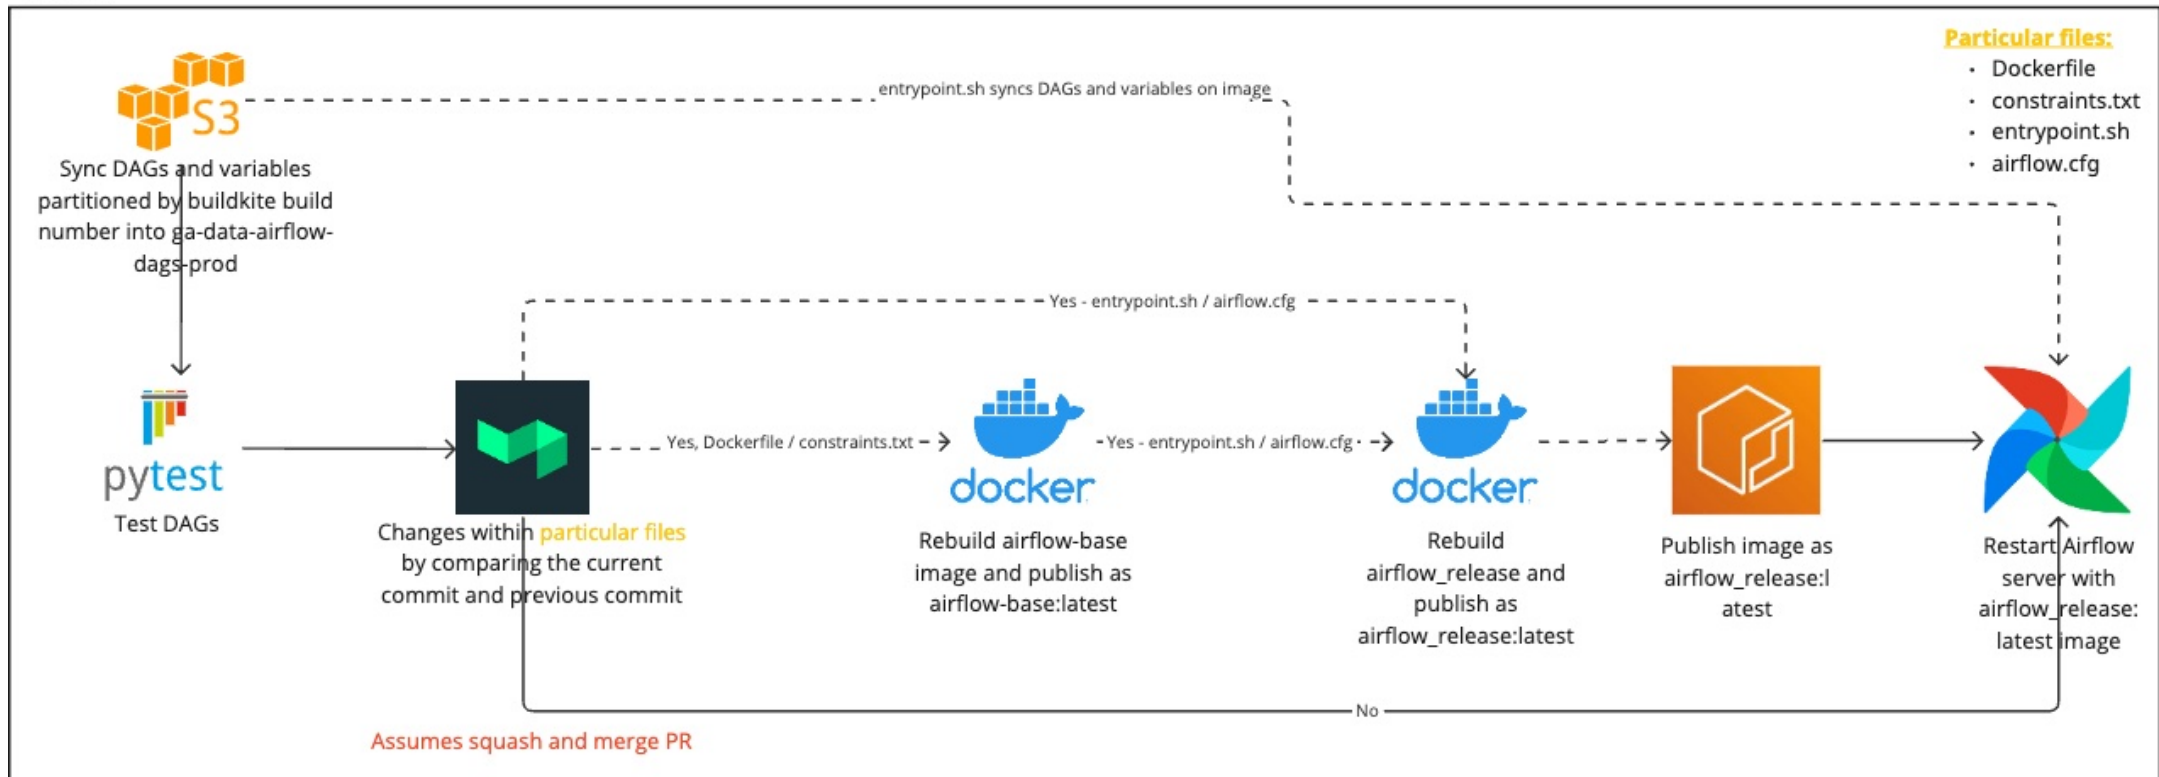 Particular files:
· Dockerfile
· constraints.txt
· entrypoint.sh
· airflow.cfg
S3
entrypoint.sh syncs DAGs and variables on image
Sync DAGs and variables
partitioned by buildkite build
number into ga-data-airflow-
dags-prod
Yes - entrypoint.sh / airflow.cfg
pytest
Test DAGs
Changes within particular files
by comparing the current
commit and previous commit
Yes, Dockerfile / constraints.txt
docker
Rebuild airflow-base
image and publish as
airflow-base:latest
Yes - entrypoint.sh / airflow.cfg
docker
Rebuild
airflow_release and
publish as
airflow_release:latest
Publish image as
airflow_release:l
atest
Restart Airflow
server with
airflow_release:
latest image
No
Assumes squash and merge PR